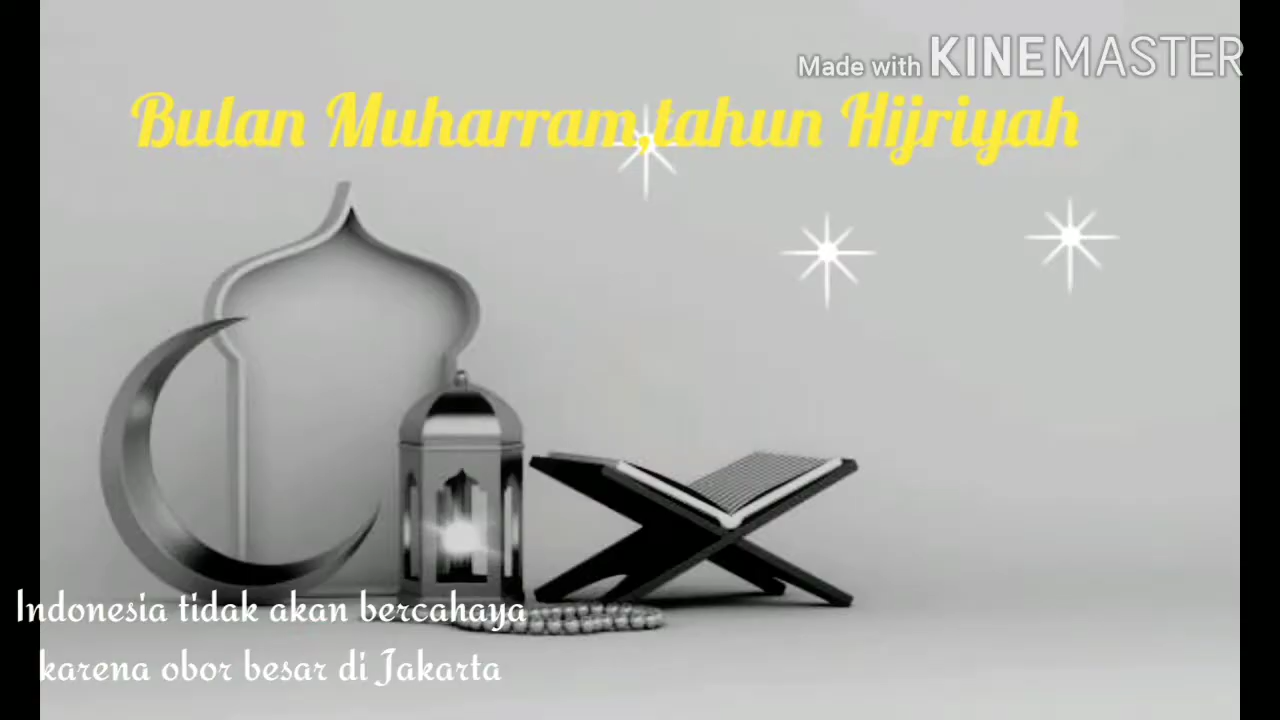 Made with KINEMASTER
Bulan Muharram,tahun Hijriyah
Indonesia tidak akan bercahaya
karena obor besar di Jakarta